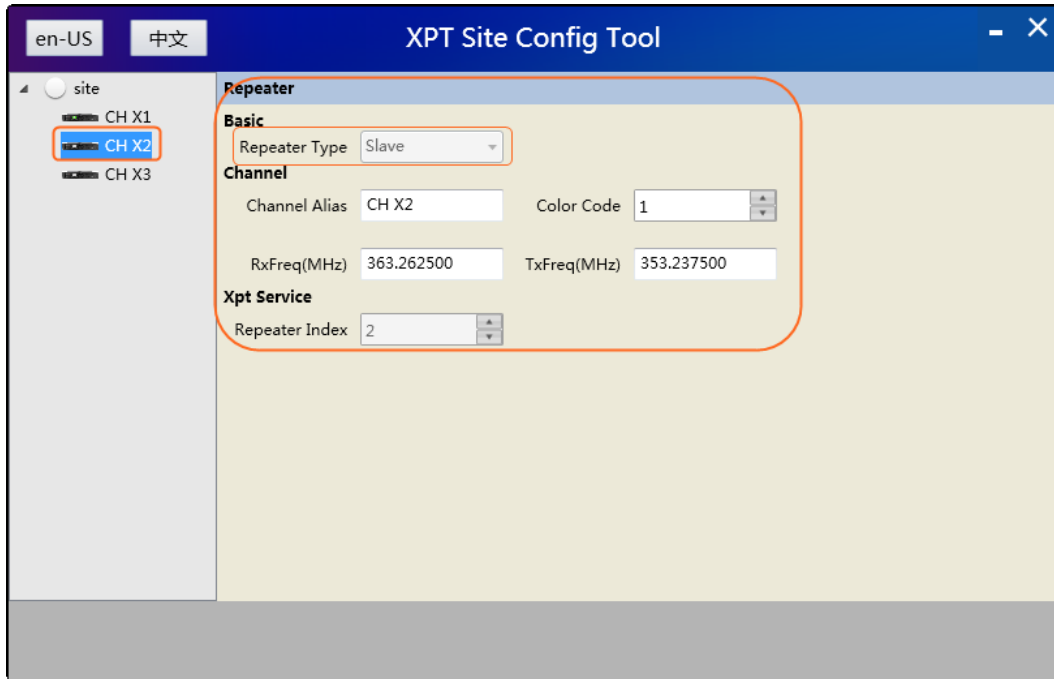 en-US 中文 XPT Site Config Tool
site
CH X1
CH X2
CH X3
Repeater
Basic
Repeater Type Slave
Channel
Channel Alias CH X2 Color Code 1
RxFreq(MHz) 363.262500 TxFreq(MHz) 353.237500
Xpt Service
Repeater Index 2